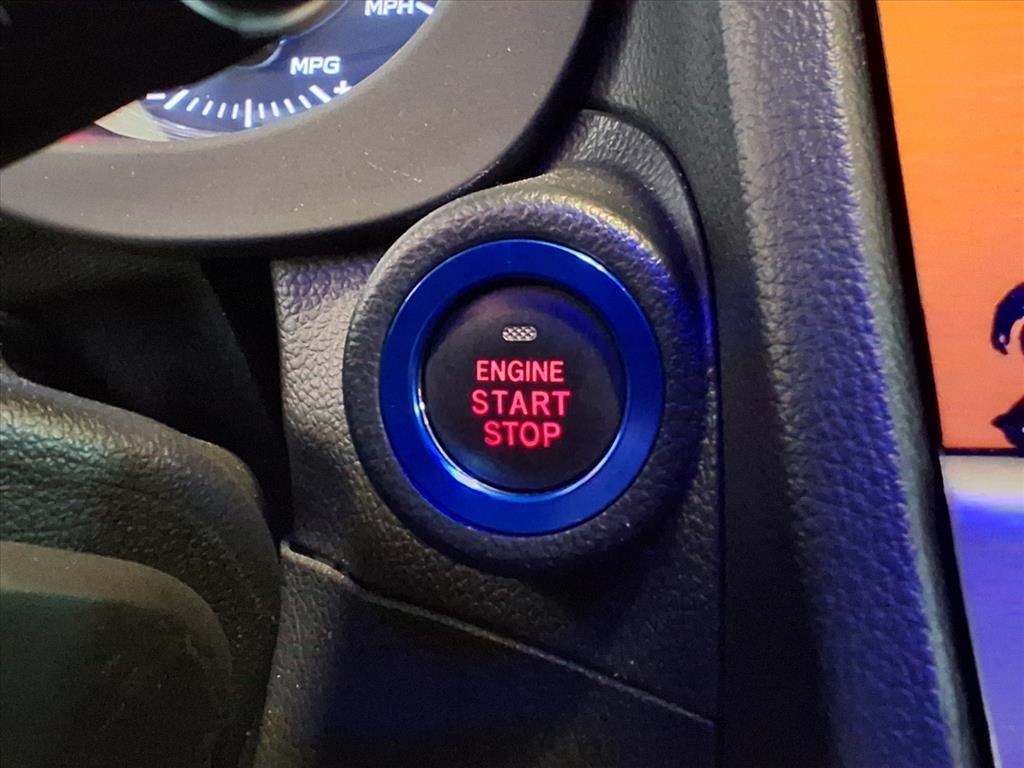 MPH
MPG
- +
ENGINE
START
STOP